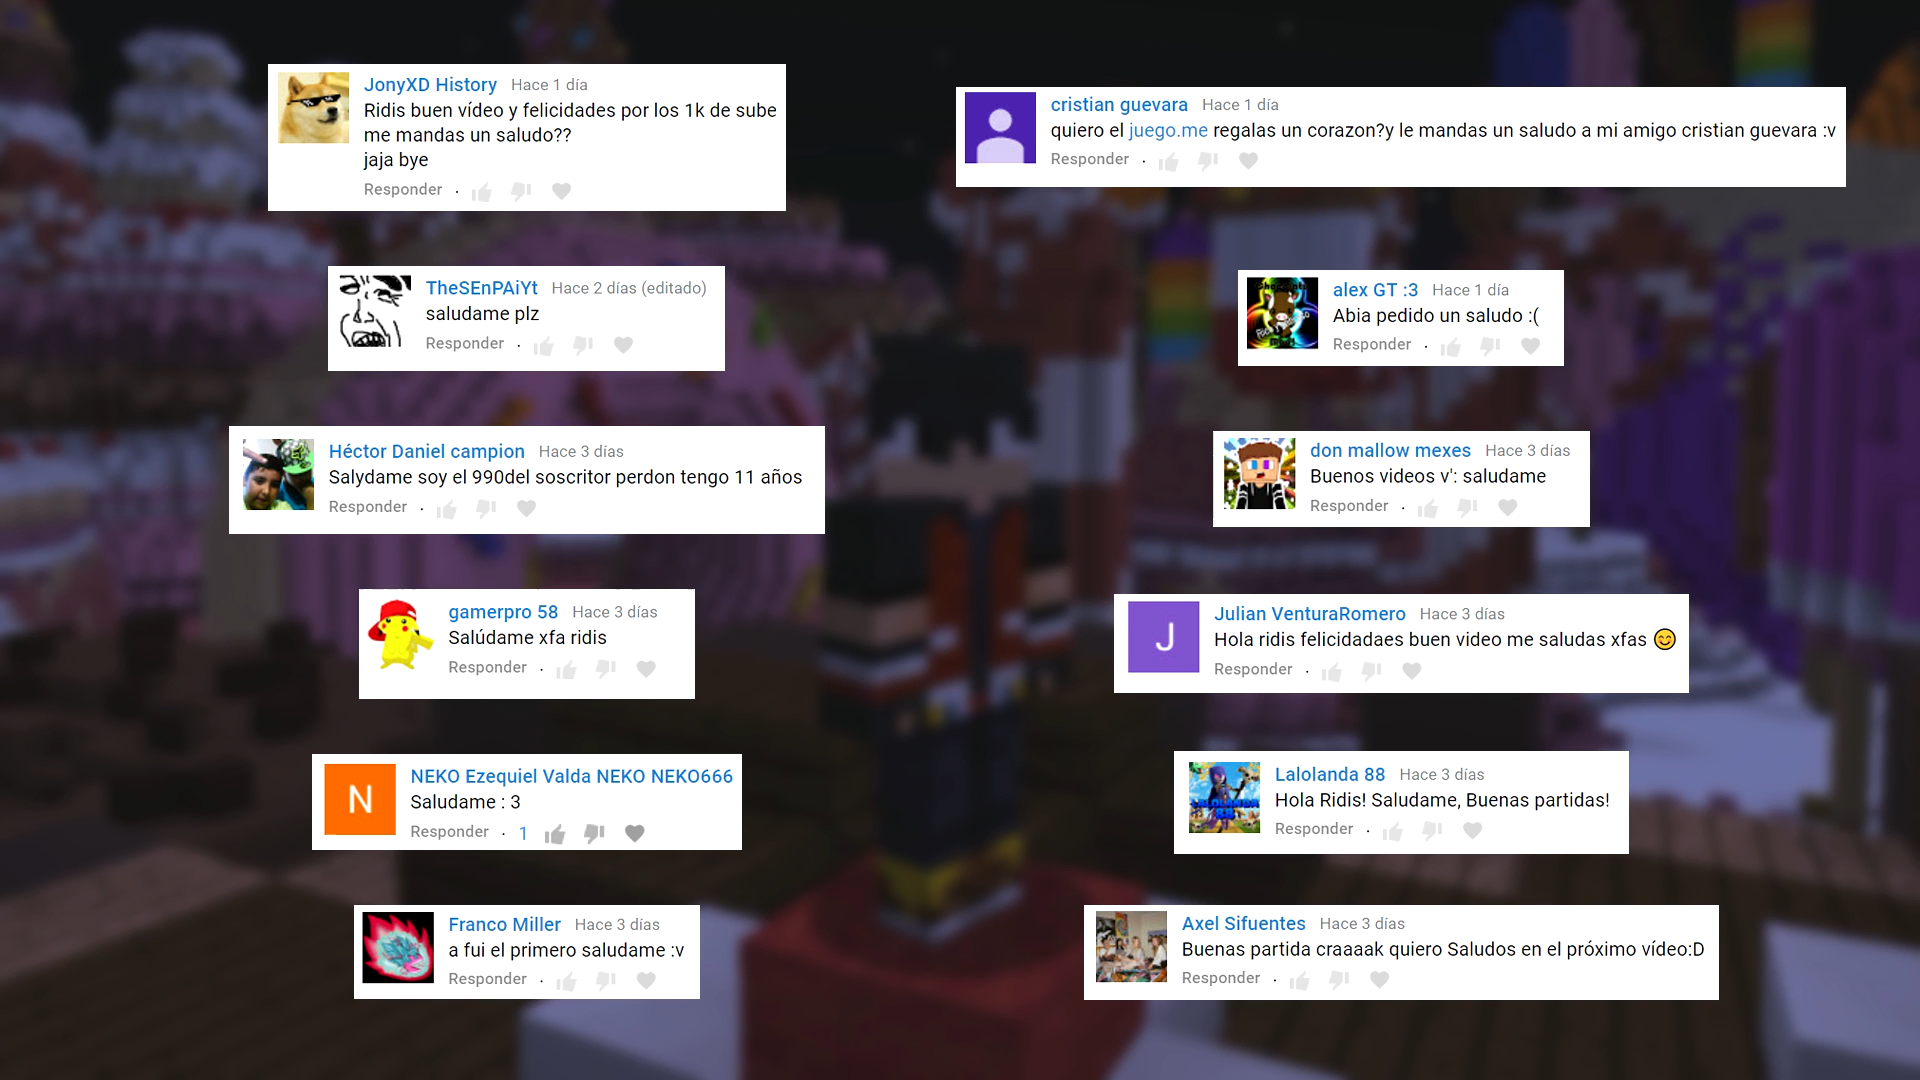 JonyXD History Hace 1 día
Ridis buen vídeo y felicidades por los 1k de sube
me mandas un saludo??
jaja bye
Responder
cristian guevara Hace 1 día
quiero el juego.me regalas un corazon?y le mandas un saludo a mi amigo cristian guevara :v
Responder
TheSEnPAiYt Hace 2 días (editado)
saludame plz
Responder
alex GT :3 Hace 1 día
Abia pedido un saludo :(
Responder
Héctor Daniel campion Hace 3 días
Salydame soy el 990del soscritor perdon tengo 11 años
Responder
don mallow mexes Hace 3 días
Buenos videos v': saludame
Responder
gamerpro 58 Hace 3 días
Salúdame xfa ridis
Responder
J
Julian VenturaRomero Hace 3 días
Hola ridis felicidadaes buen video me saludas xfas 😊
Responder
N
NEKO Ezequiel Valda NEKO NEKO666
Saludame : 3
Responder · 1
LALOLANDA
88
Lalolanda 88 Hace 3 días
Hola Ridis! Saludame, Buenas partidas!
Responder
Franco Miller Hace 3 días
a fui el primero saludame :v
Responder
Axel Sifuentes Hace 3 días
Buenas partida craaaak quiero Saludos en el próximo vídeo:D
Responder